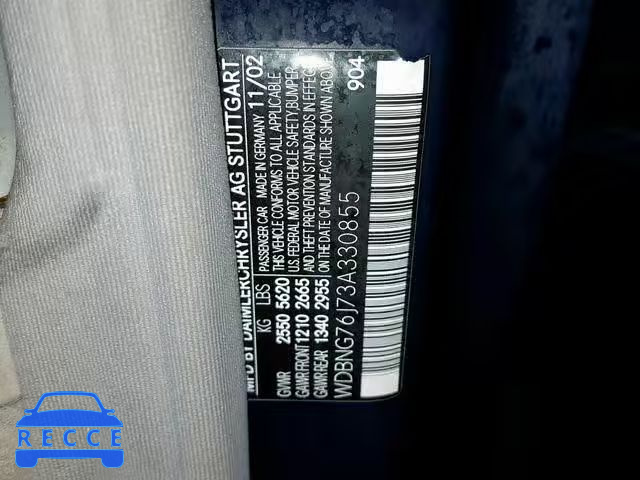 MFD BY DAIMLERCHRYSLER AG STUTTGART
PASSENGER CAR MADE IN GERMANY 11/02
THIS VEHICLE CONFORMS TO ALL APPLICABLE
U.S. FEDERAL MOTOR VEHICLE SAFETY, BUMPER
AND THEFT PREVENTION STANDARDS IN EFFECT
ON THE DATE OF MANUFACTURE SHOWN ABOVE
KG LBS
GVWR 2550 5620
GAWR FRONT 1210 2665
GAWR REAR 1340 2955
904
WDBNG76J73A330855
RECCE